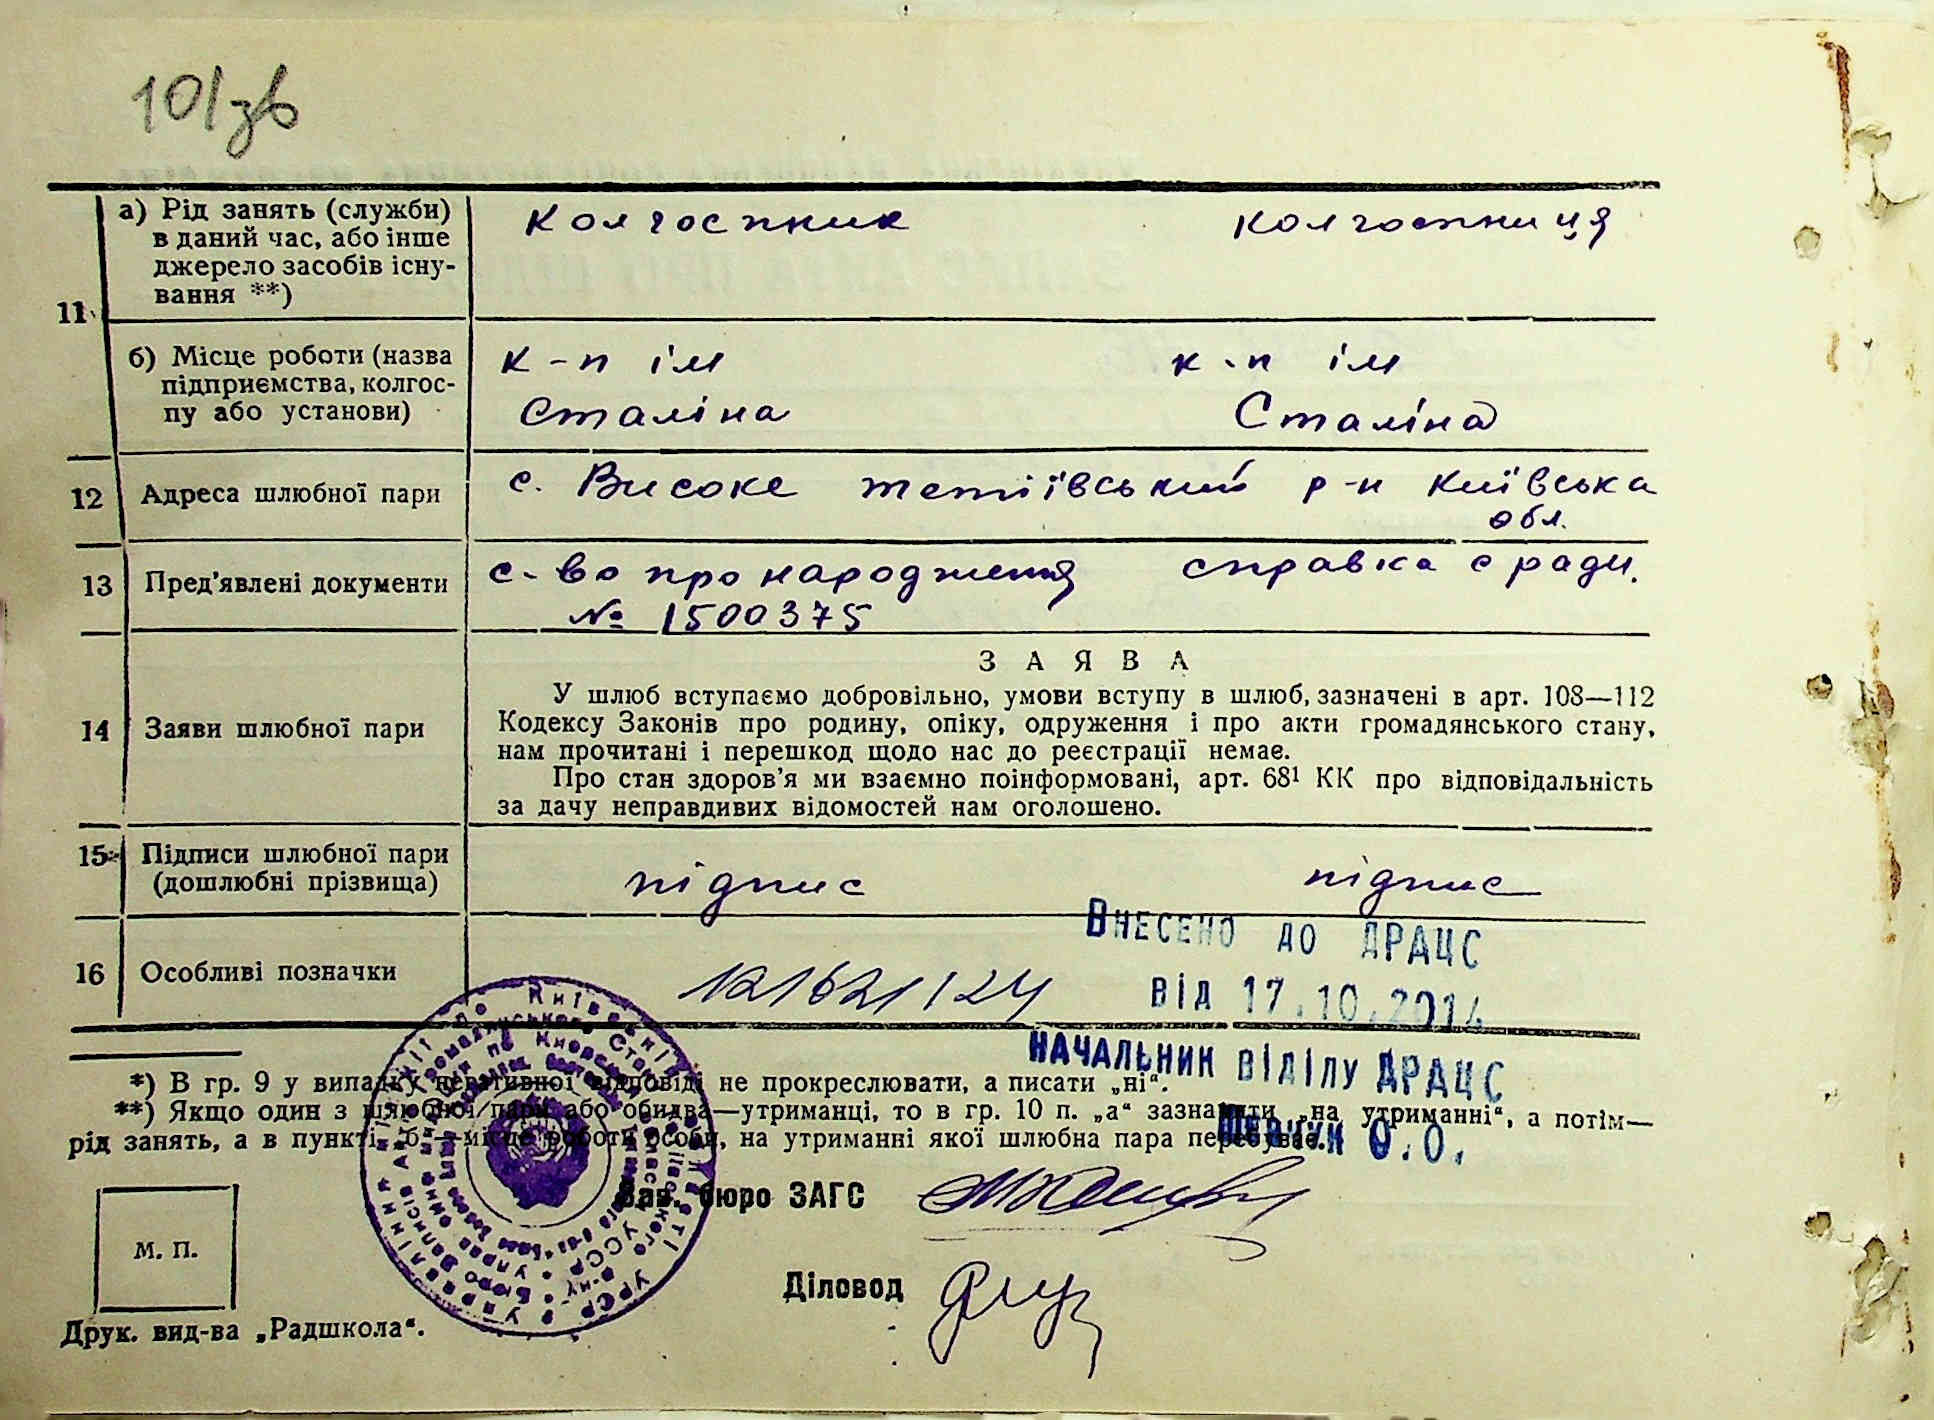 101зв
11
а) Рід занять (служби)
в даний час, або інше
джерело засобів існу-
вання **)
колгоспник колгоспниця
б) Місце роботи (назва
підприємства, колгос-
пу або установи)
к-п ім к-п ім
Сталіна Сталіна
12 Адреса шлюбної пари с. Високе тетіївський р-н Київська
обл.
13 Пред'явлені документи с-во про народження справка с ради.
№ 1500375
ЗАЯВА
14 Заяви шлюбної пари
У шлюб вступаємо добровільно, умови вступу в шлюб, зазначені в арт. 108—112
Кодексу Законів про родину, опіку, одруження і про акти громадянського стану,
нам прочитані і перешкод щодо нас до реєстрації немає.
Про стан здоров'я ми взаємно поінформовані, арт. 68¹ КК про відповідальність
за дачу неправдивих відомостей нам оголошено.
15 Підписи шлюбної пари
(дошлюбні прізвища)
підпис підпис
Внесено до ДРАЦС
16 Особливі позначки
від 17.10.2014
Начальник відділу ДРАЦС
*) В гр. 9 у випадку негативної відповіді не прокреслювати, а писати „ні“.
**) Якщо один з шлюбної пари або обидва—утриманці, то в гр. 10 п. „а“ зазначити „на утриманні“, а потім—
рід занять, а в пункті „б“—місце роботи особи, на утриманні якої шлюбна пара перебуває.
Шевчук О.О.
Зав. бюро ЗАГС
М. П.
Діловод
Друк. вид-ва „Радшкола“.